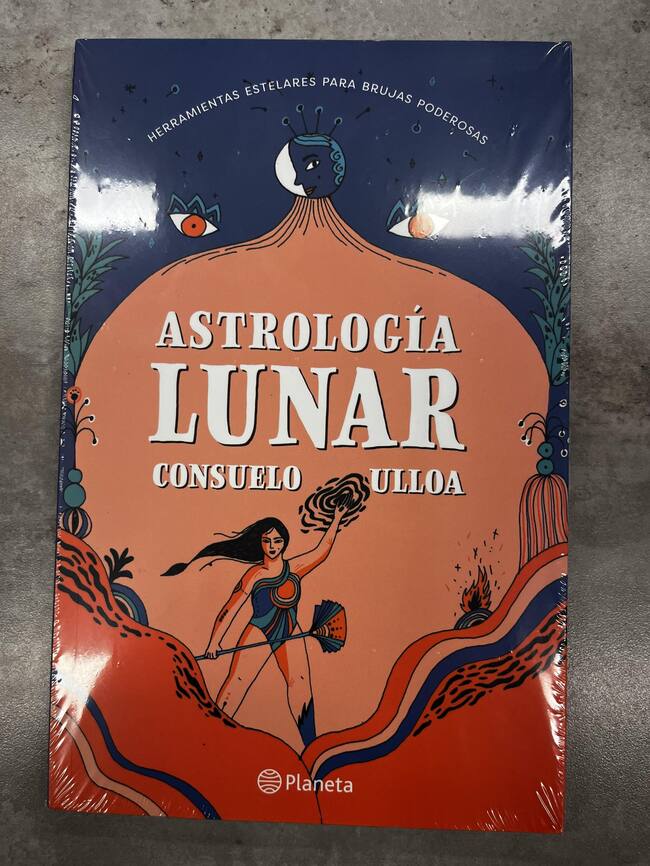 HERRAMIENTAS ESTELARES PARA BRUJAS PODEROSAS
ASTROLOGÍA
LUNAR
CONSUELO ULLOA
Planeta